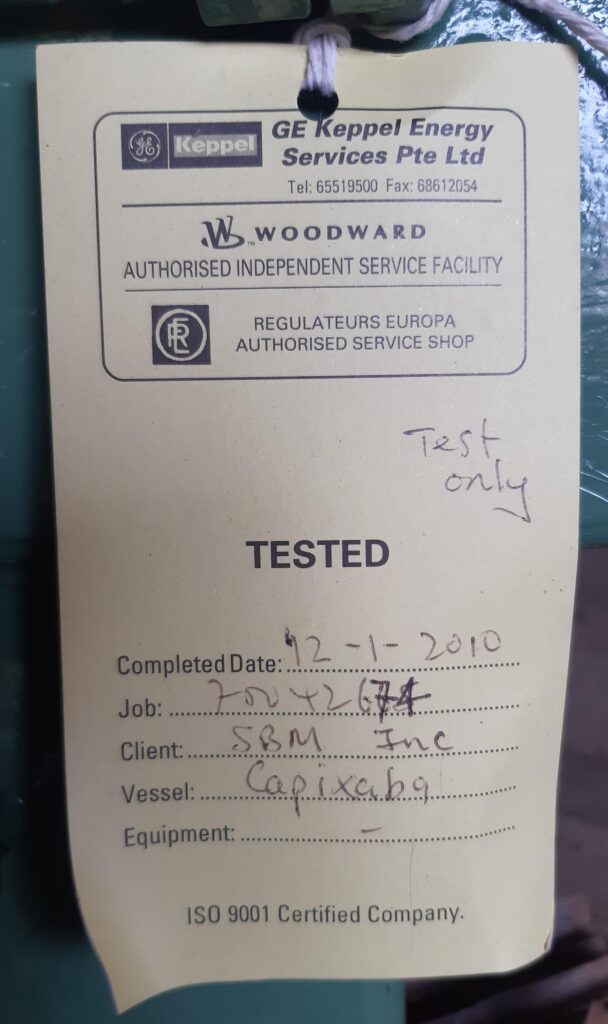 GE Keppel
GE Keppel Energy
Services Pte Ltd
Tel: 65519500 Fax: 68612054
W™ WOODWARD
AUTHORISED INDEPENDENT SERVICE FACILITY
REGULATEURS EUROPA
AUTHORISED SERVICE SHOP
Test
only
TESTED
Completed Date: 12-1-2010
Job:
Client: SBM Inc
Vessel: Capixaba
Equipment: -
ISO 9001 Certified Company.